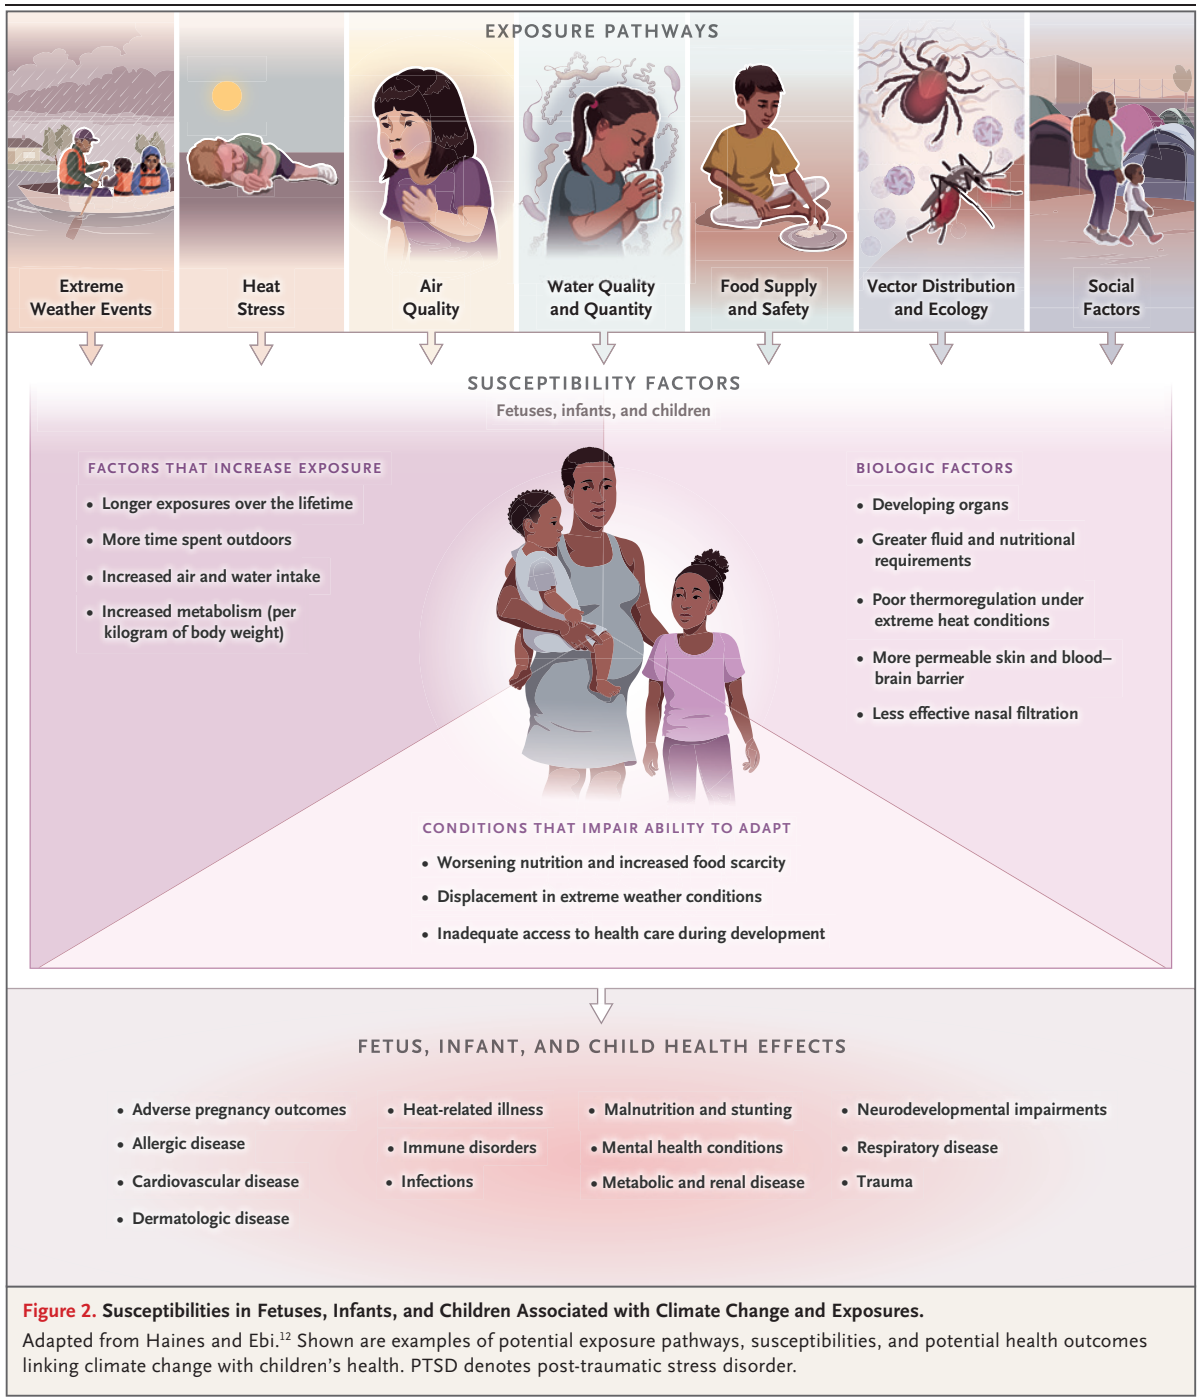 EXPOSURE PATHWAYS
Extreme
Weather Events
Heat
Stress
Air
Quality
Water Quality
and Quantity
Food Supply
and Safety
Vector Distribution
and Ecology
Social
Factors
SUSCEPTIBILITY FACTORS
Fetuses, infants, and children
FACTORS THAT INCREASE EXPOSURE
• Longer exposures over the lifetime
• More time spent outdoors
• Increased air and water intake
• Increased metabolism (per
kilogram of body weight)
BIOLOGIC FACTORS
• Developing organs
• Greater fluid and nutritional
requirements
• Poor thermoregulation under
extreme heat conditions
• More permeable skin and blood–
brain barrier
• Less effective nasal filtration
CONDITIONS THAT IMPAIR ABILITY TO ADAPT
• Worsening nutrition and increased food scarcity
• Displacement in extreme weather conditions
• Inadequate access to health care during development
FETUS, INFANT, AND CHILD HEALTH EFFECTS
• Adverse pregnancy outcomes
• Allergic disease
• Cardiovascular disease
• Dermatologic disease
• Heat-related illness
• Immune disorders
• Infections
• Malnutrition and stunting
• Mental health conditions
• Metabolic and renal disease
• Neurodevelopmental impairments
• Respiratory disease
• Trauma
Figure 2. Susceptibilities in Fetuses, Infants, and Children Associated with Climate Change and Exposures.
Adapted from Haines and Ebi.¹² Shown are examples of potential exposure pathways, susceptibilities, and potential health outcomes
linking climate change with children's health. PTSD denotes post-traumatic stress disorder.